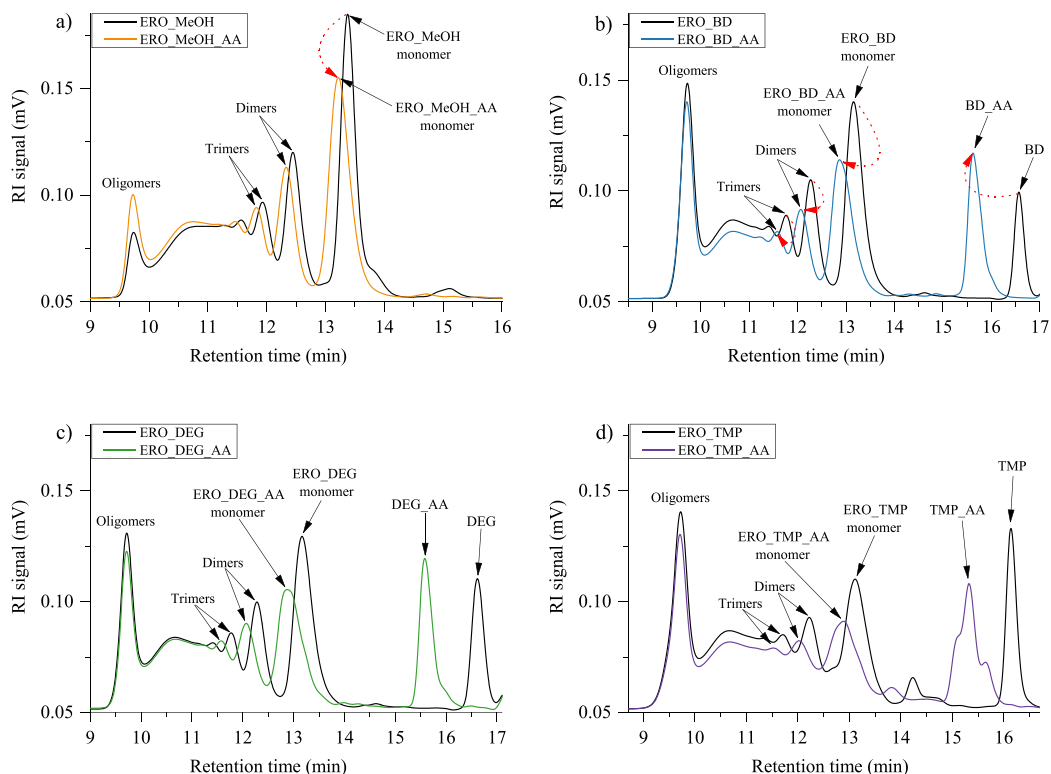 a)
ERO_MeOH
ERO_MeOH_AA
ERO_MeOH
monomer
ERO_MeOH_AA
monomer
Dimers
Trimers
Oligomers
RI signal (mV)
0.15
0.10
0.05
9 10 11 12 13 14 15 16
Retention time (min)
b)
ERO_BD
ERO_BD_AA
Oligomers
ERO_BD
monomer
ERO_BD_AA
monomer
BD_AA
BD
Dimers
Trimers
RI signal (mV)
0.15
0.10
0.05
9 10 11 12 13 14 15 16 17
Retention time (min)
c)
ERO_DEG
ERO_DEG_AA
ERO_DEG
monomer
ERO_DEG_AA
monomer
DEG_AA
DEG
Oligomers
Dimers
Trimers
RI signal (mV)
0.15
0.10
0.05
9 10 11 12 13 14 15 16 17
Retention time (min)
d)
ERO_TMP
ERO_TMP_AA
TMP
Oligomers
ERO_TMP
monomer
TMP_AA
ERO_TMP_AA
monomer
Dimers
Trimers
RI signal (mV)
0.15
0.10
0.05
9 10 11 12 13 14 15 16
Retention time (min)